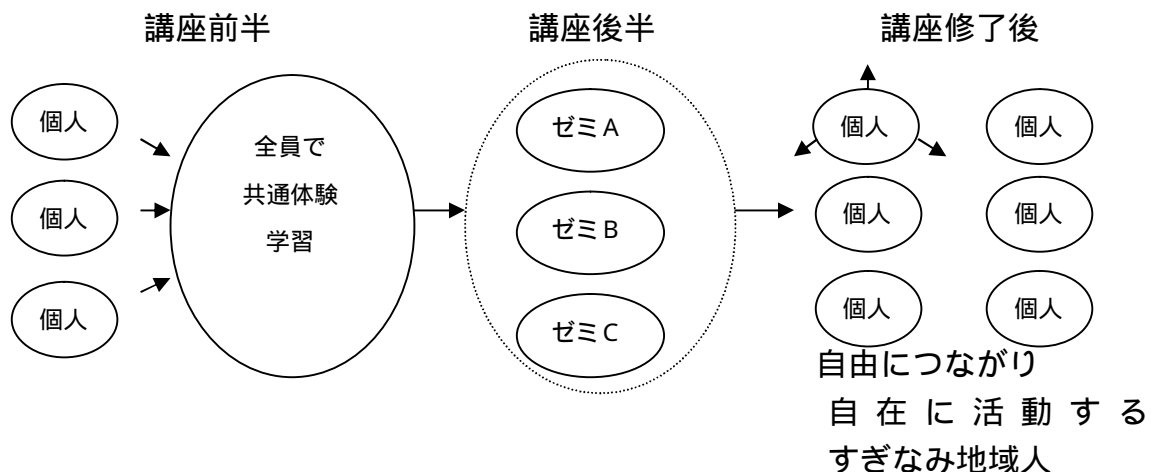 講座前半
講座後半
講座修了後
個人
個人
個人
全員で
共通体験
学習
ゼミA
ゼミB
ゼミC
個人
個人
個人
個人
個人
個人
自由につながり
自在に活動する
すぎなみ地域人